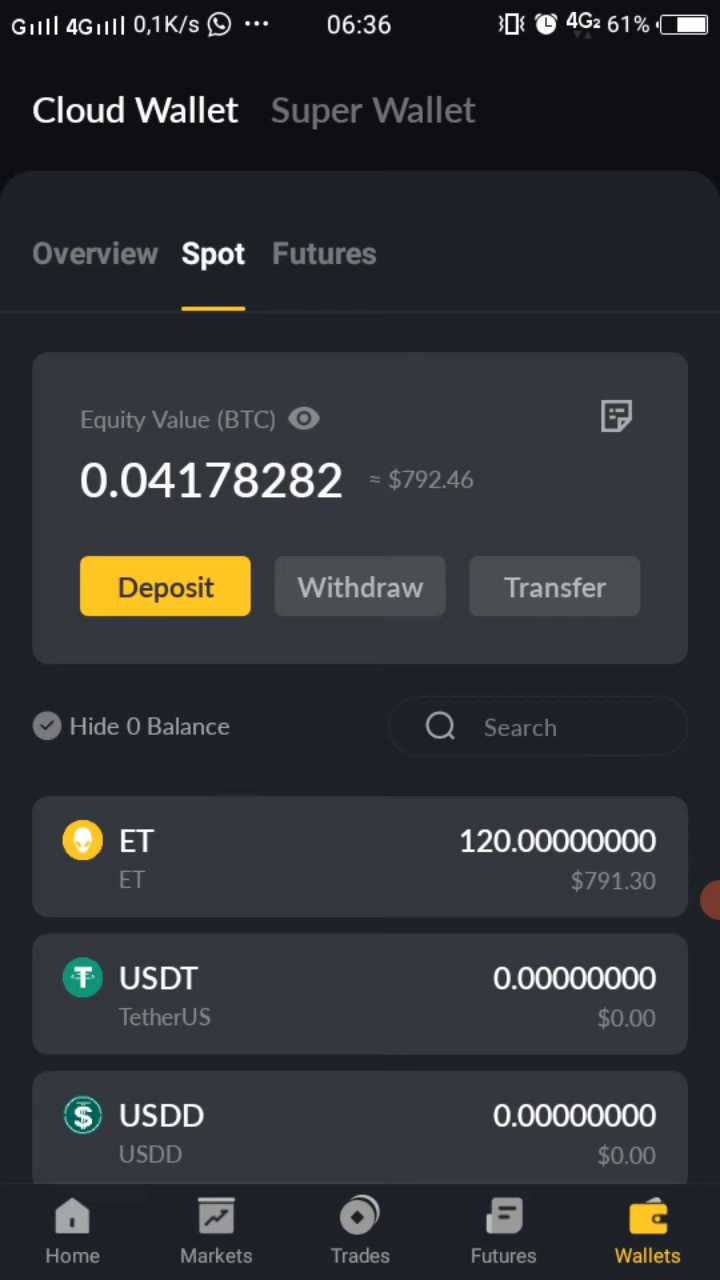 4G 0,1K/s ... 06:36 4G2 61%
Cloud Wallet Super Wallet
Overview Spot Futures
Equity Value (BTC)
0.04178282 ≈ $792.46
Deposit Withdraw Transfer
Hide 0 Balance Search
ET 120.00000000
ET $791.30
USDT 0.00000000
TetherUS $0.00
USDD 0.00000000
USDD $0.00
Home Markets Trades Futures Wallets